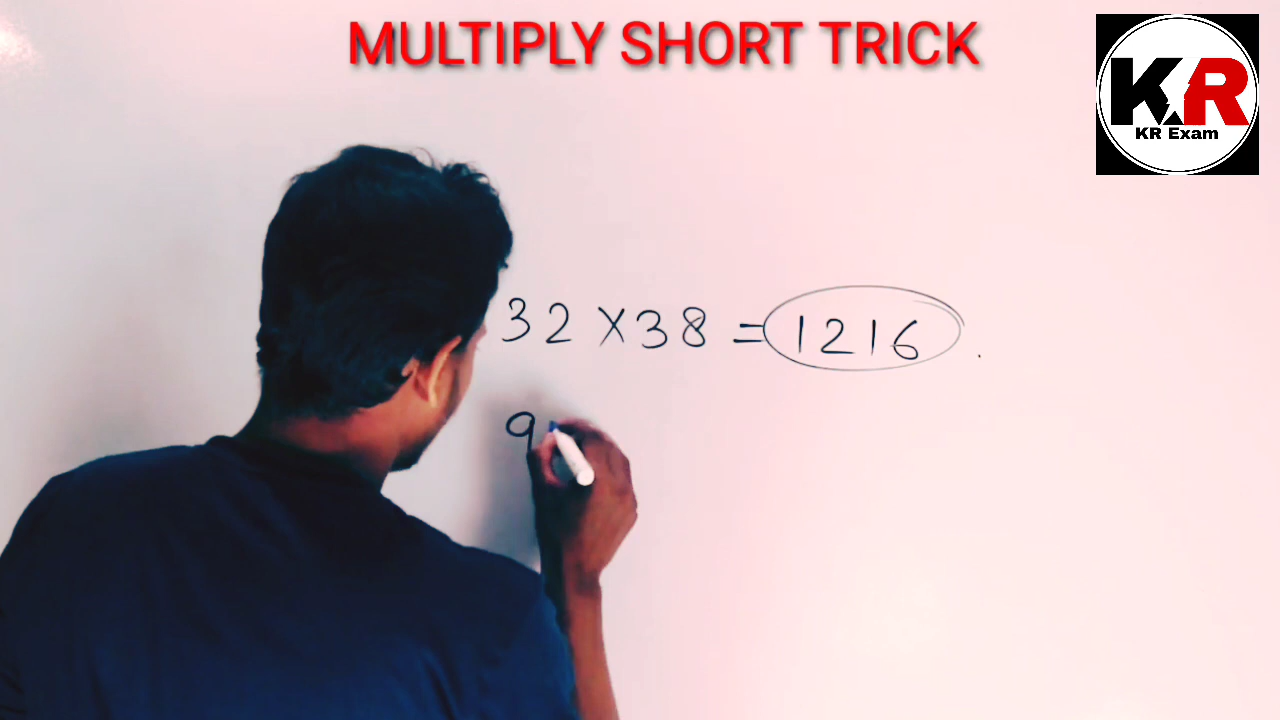 MULTIPLY SHORT TRICK
KR
KR Exam
32 × 38 = 1216 .
9